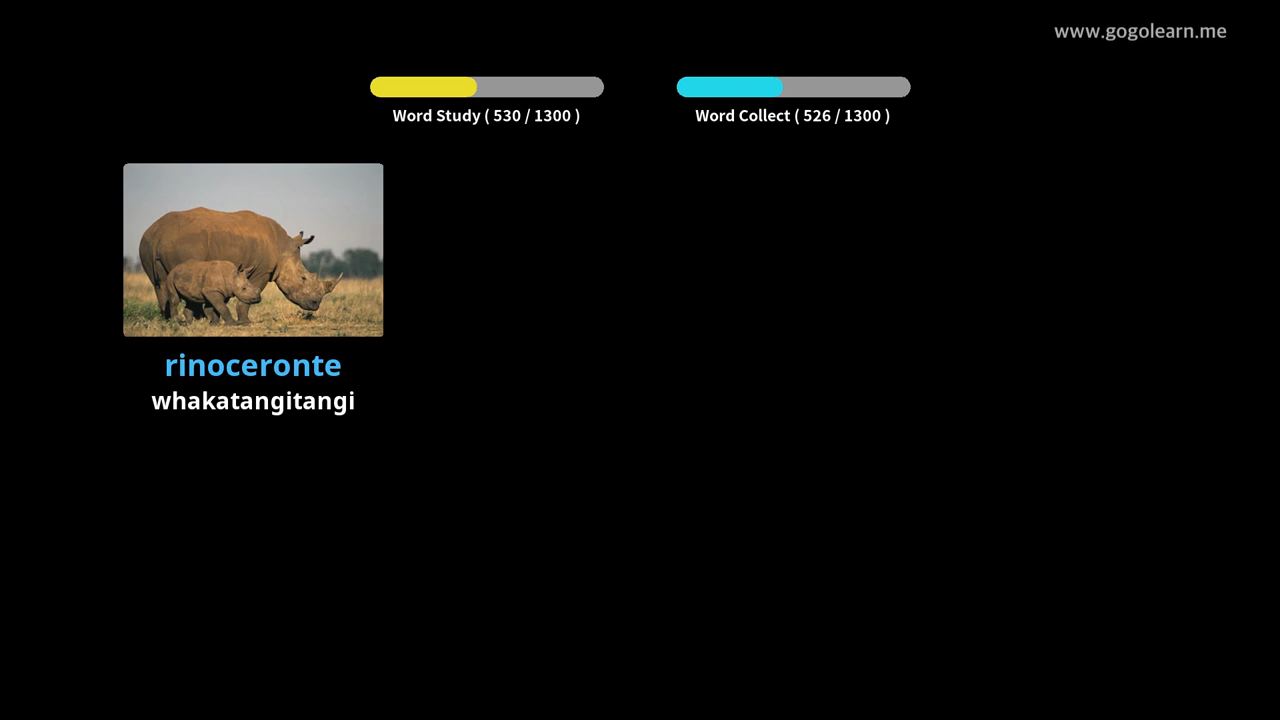 www.gogolearn.me
Word Study ( 530 / 1300 )
Word Collect ( 526 / 1300 )
rinoceronte
whakatangitangi